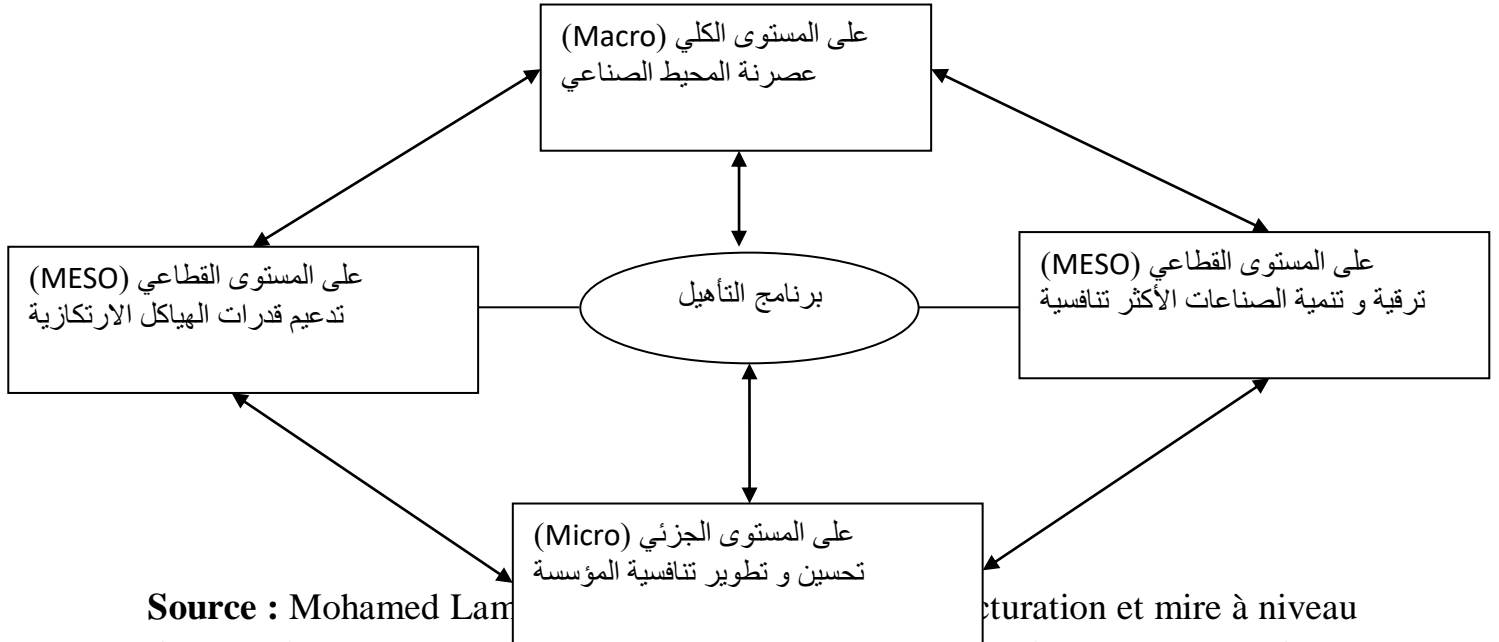 على المستوى الكلي (Macro)
عصرنة المحيط الصناعي
على المستوى القطاعي (MESO)
ترقية و تنمية الصناعات الأكثر تنافسية
برنامج التأهيل
على المستوى القطاعي (MESO)
تدعيم قدرات الهياكل الارتكازية
على المستوى الجزئي (Micro)
تحسين و تطوير تنافسية المؤسسة
Source : Mohamed Lam cturation et mire à niveau